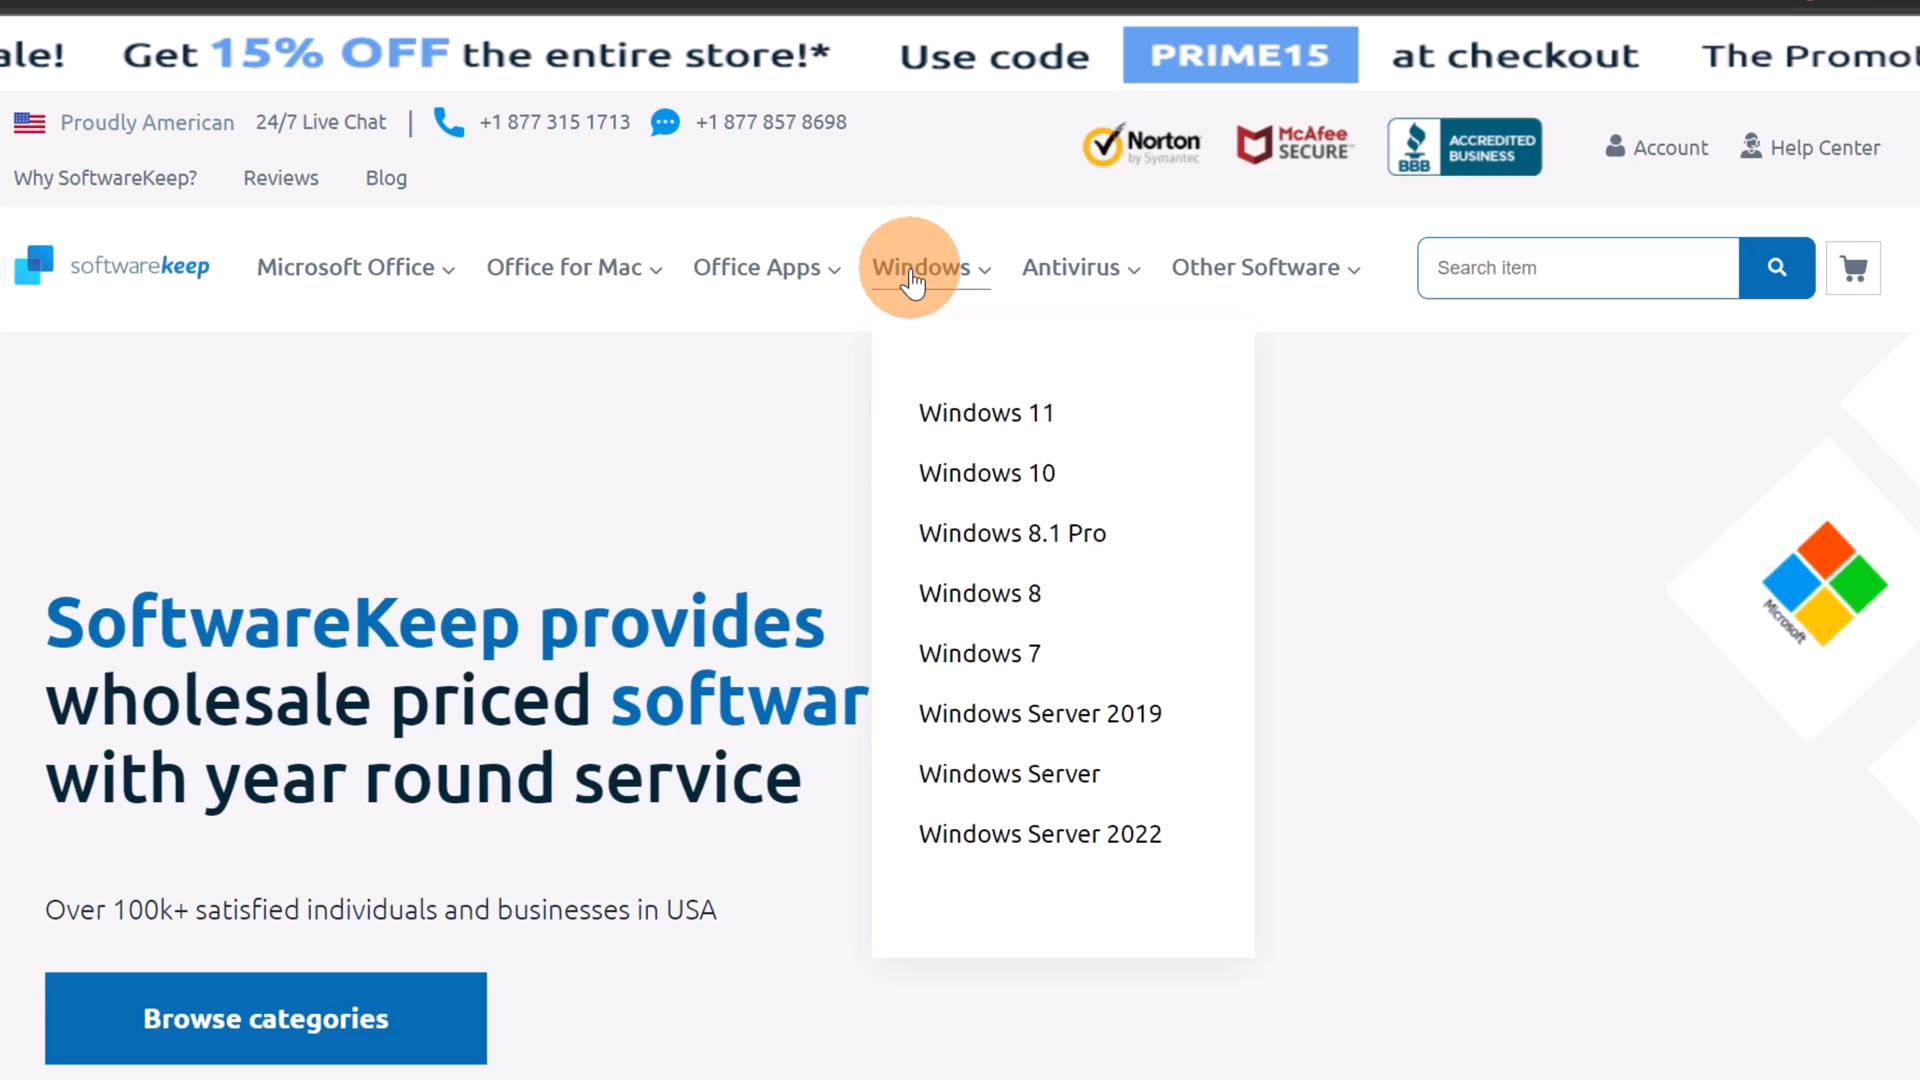 ale! Get 15% OFF the entire store!* Use code PRIME15 at checkout The Promot
Proudly American 24/7 Live Chat | +1 877 315 1713 +1 877 857 8698
Norton
by Symantec
McAfee
SECURE
BBB
ACCREDITED
BUSINESS
Account Help Center
Why SoftwareKeep? Reviews Blog
softwarekeep Microsoft Office Office for Mac Office Apps Windows Antivirus Other Software Search item
Windows 11
Windows 10
Windows 8.1 Pro
Windows 8
Windows 7
Windows Server 2019
Windows Server
Windows Server 2022
SoftwareKeep provides
wholesale priced softwar
with year round service
Over 100k+ satisfied individuals and businesses in USA
Browse categories
Microsoft